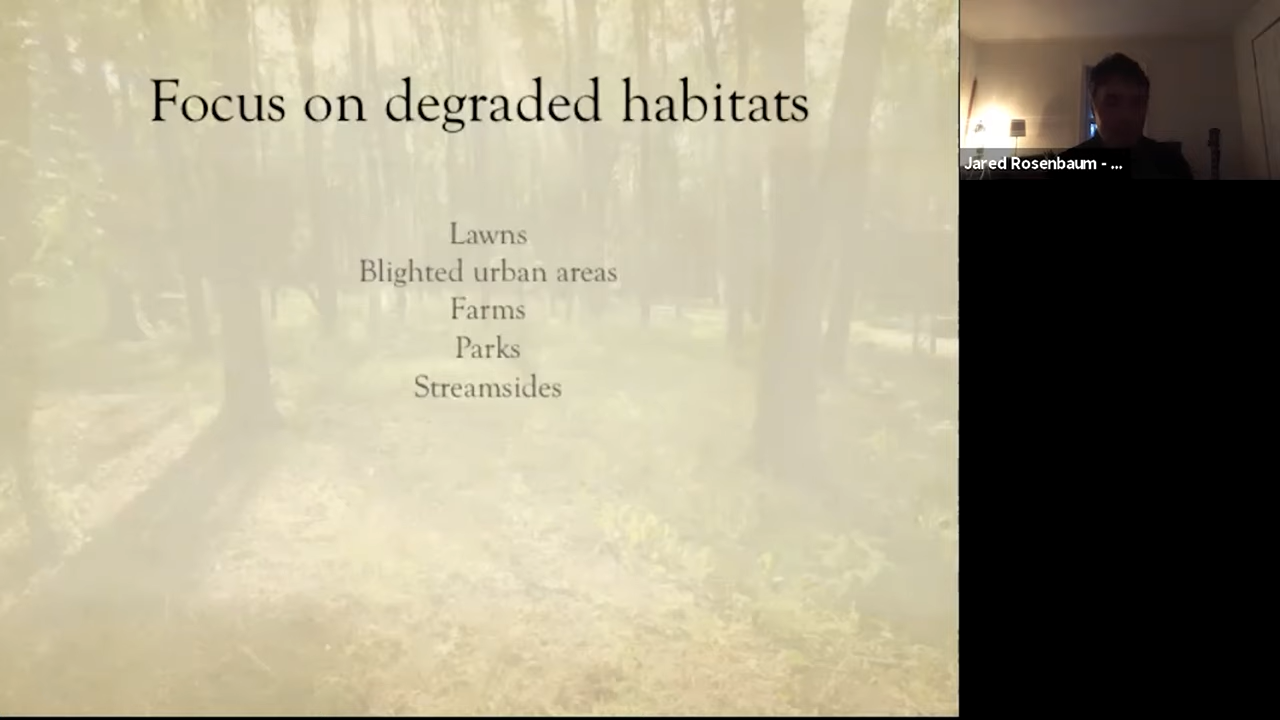 Focus on degraded habitats
Lawns
Blighted urban areas
Farms
Parks
Streamsides
Jared Rosenbaum - ...